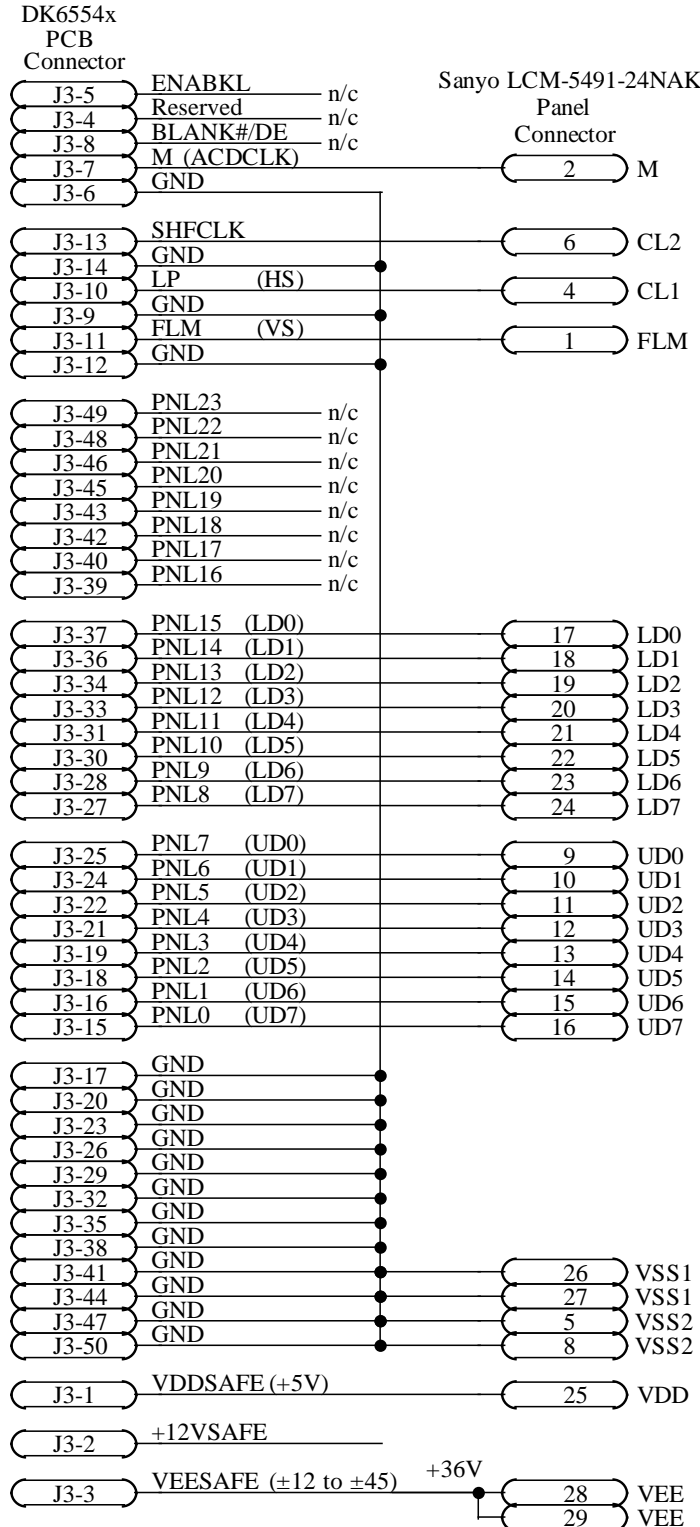 DK6554x
PCB
Connector
Sanyo LCM-5491-24NAK
Panel
Connector
J3-5 ENABKL n/c
J3-4 Reserved n/c
J3-8 BLANK#/DE n/c
J3-7 M (ACDCLK) 2 M
J3-6 GND
J3-13 SHFCLK 6 CL2
J3-14 GND
J3-10 LP (HS) 4 CL1
J3-9 GND
J3-11 FLM (VS) 1 FLM
J3-12 GND
J3-49 PNL23 n/c
J3-48 PNL22 n/c
J3-46 PNL21 n/c
J3-45 PNL20 n/c
J3-43 PNL19 n/c
J3-42 PNL18 n/c
J3-40 PNL17 n/c
J3-39 PNL16 n/c
J3-37 PNL15 (LD0) 17 LD0
J3-36 PNL14 (LD1) 18 LD1
J3-34 PNL13 (LD2) 19 LD2
J3-33 PNL12 (LD3) 20 LD3
J3-31 PNL11 (LD4) 21 LD4
J3-30 PNL10 (LD5) 22 LD5
J3-28 PNL9 (LD6) 23 LD6
J3-27 PNL8 (LD7) 24 LD7
J3-25 PNL7 (UD0) 9 UD0
J3-24 PNL6 (UD1) 10 UD1
J3-22 PNL5 (UD2) 11 UD2
J3-21 PNL4 (UD3) 12 UD3
J3-19 PNL3 (UD4) 13 UD4
J3-18 PNL2 (UD5) 14 UD5
J3-16 PNL1 (UD6) 15 UD6
J3-15 PNL0 (UD7) 16 UD7
J3-17 GND
J3-20 GND
J3-23 GND
J3-26 GND
J3-29 GND
J3-32 GND
J3-35 GND
J3-38 GND
J3-41 GND 26 VSS1
J3-44 GND 27 VSS1
J3-47 GND 5 VSS2
J3-50 GND 8 VSS2
J3-1 VDDSAFE (+5V) 25 VDD
J3-2 +12VSAFE
J3-3 VEESAFE (±12 to ±45) +36V 28 VEE
29 VEE